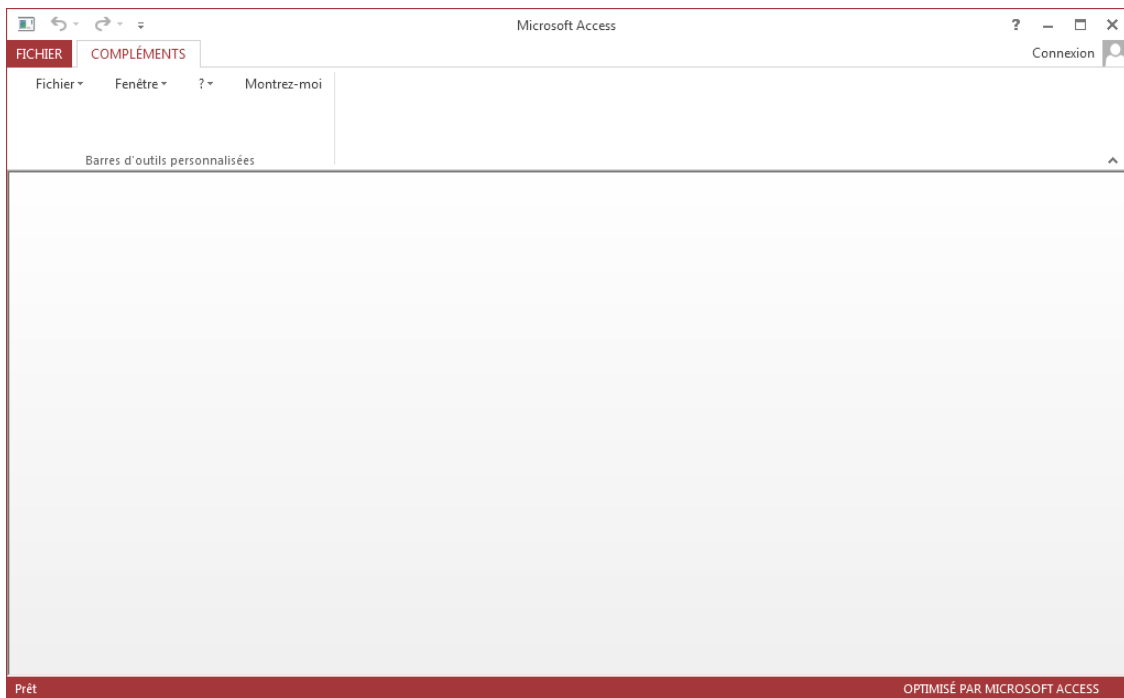 Microsoft Access ?
FICHIER COMPLÉMENTS Connexion
Fichier Fenêtre ? Montrez-moi
Barres d'outils personnalisées
Prêt OPTIMISÉ PAR MICROSOFT ACCESS